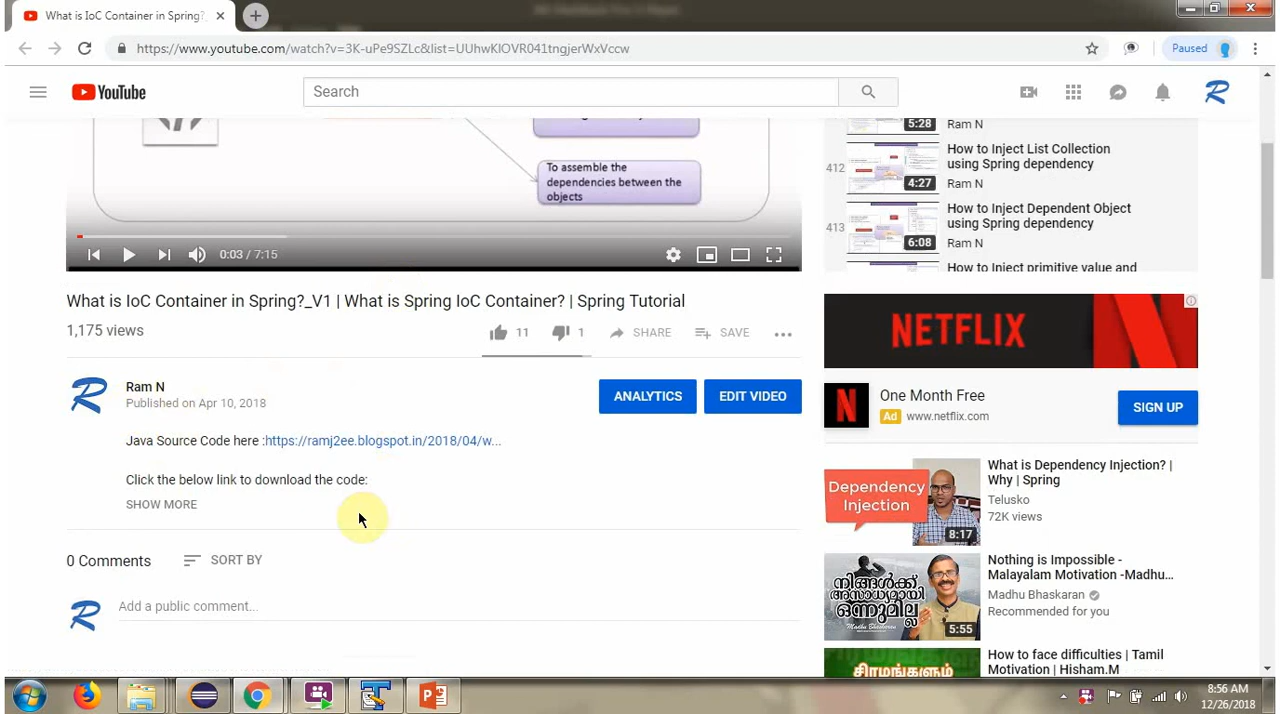 What is IoC Container in Spring?_
https://www.youtube.com/watch?v=3K-uPe9SZLc&list=UUhwKlOVR041tngjerWxVccw
Paused
YouTube
Search
To assemble the
dependencies between the
objects
0:03 / 7:15
What is IoC Container in Spring?_V1 | What is Spring IoC Container? | Spring Tutorial
1,175 views
11
1
SHARE
SAVE
Ram N
Published on Apr 10, 2018
ANALYTICS
EDIT VIDEO
Java Source Code here :https://ramj2ee.blogspot.in/2018/04/w...
Click the below link to download the code:
SHOW MORE
0 Comments
SORT BY
Add a public comment...
5:28
Ram N
412
4:27
How to Inject List Collection
using Spring dependency
Ram N
413
6:08
How to Inject Dependent Object
using Spring dependency
Ram N
How to Inject primitive value and
NETFLIX
One Month Free
Ad www.netflix.com
SIGN UP
Dependency
Injection
8:17
What is Dependency Injection? |
Why | Spring
Telusko
72K views
നിങ്ങൾക്ക്
അസാധ്യമായി
ഒന്നുമില്ല
5:55
Nothing is Impossible -
Malayalam Motivation -Madhu...
Madhu Bhaskaran
Recommended for you
சிரமங்களும்
How to face difficulties | Tamil
Motivation | Hisham.M
8:56 AM
12/26/2018